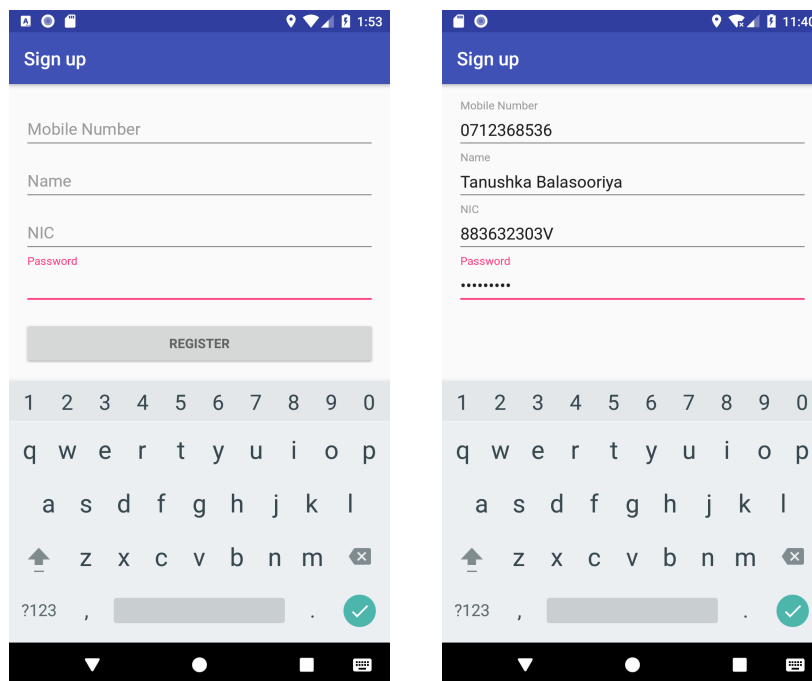 1:53
Sign up
Mobile Number
Name
NIC
Password
REGISTER
1 2 3 4 5 6 7 8 9 0
q w e r t y u i o p
a s d f g h j k l
z x c v b n m
?123 , .
11:40
Sign up
Mobile Number
0712368536
Name
Tanushka Balasooriya
NIC
883632303V
Password
•••••••••
1 2 3 4 5 6 7 8 9 0
q w e r t y u i o p
a s d f g h j k l
z x c v b n m
?123 , .